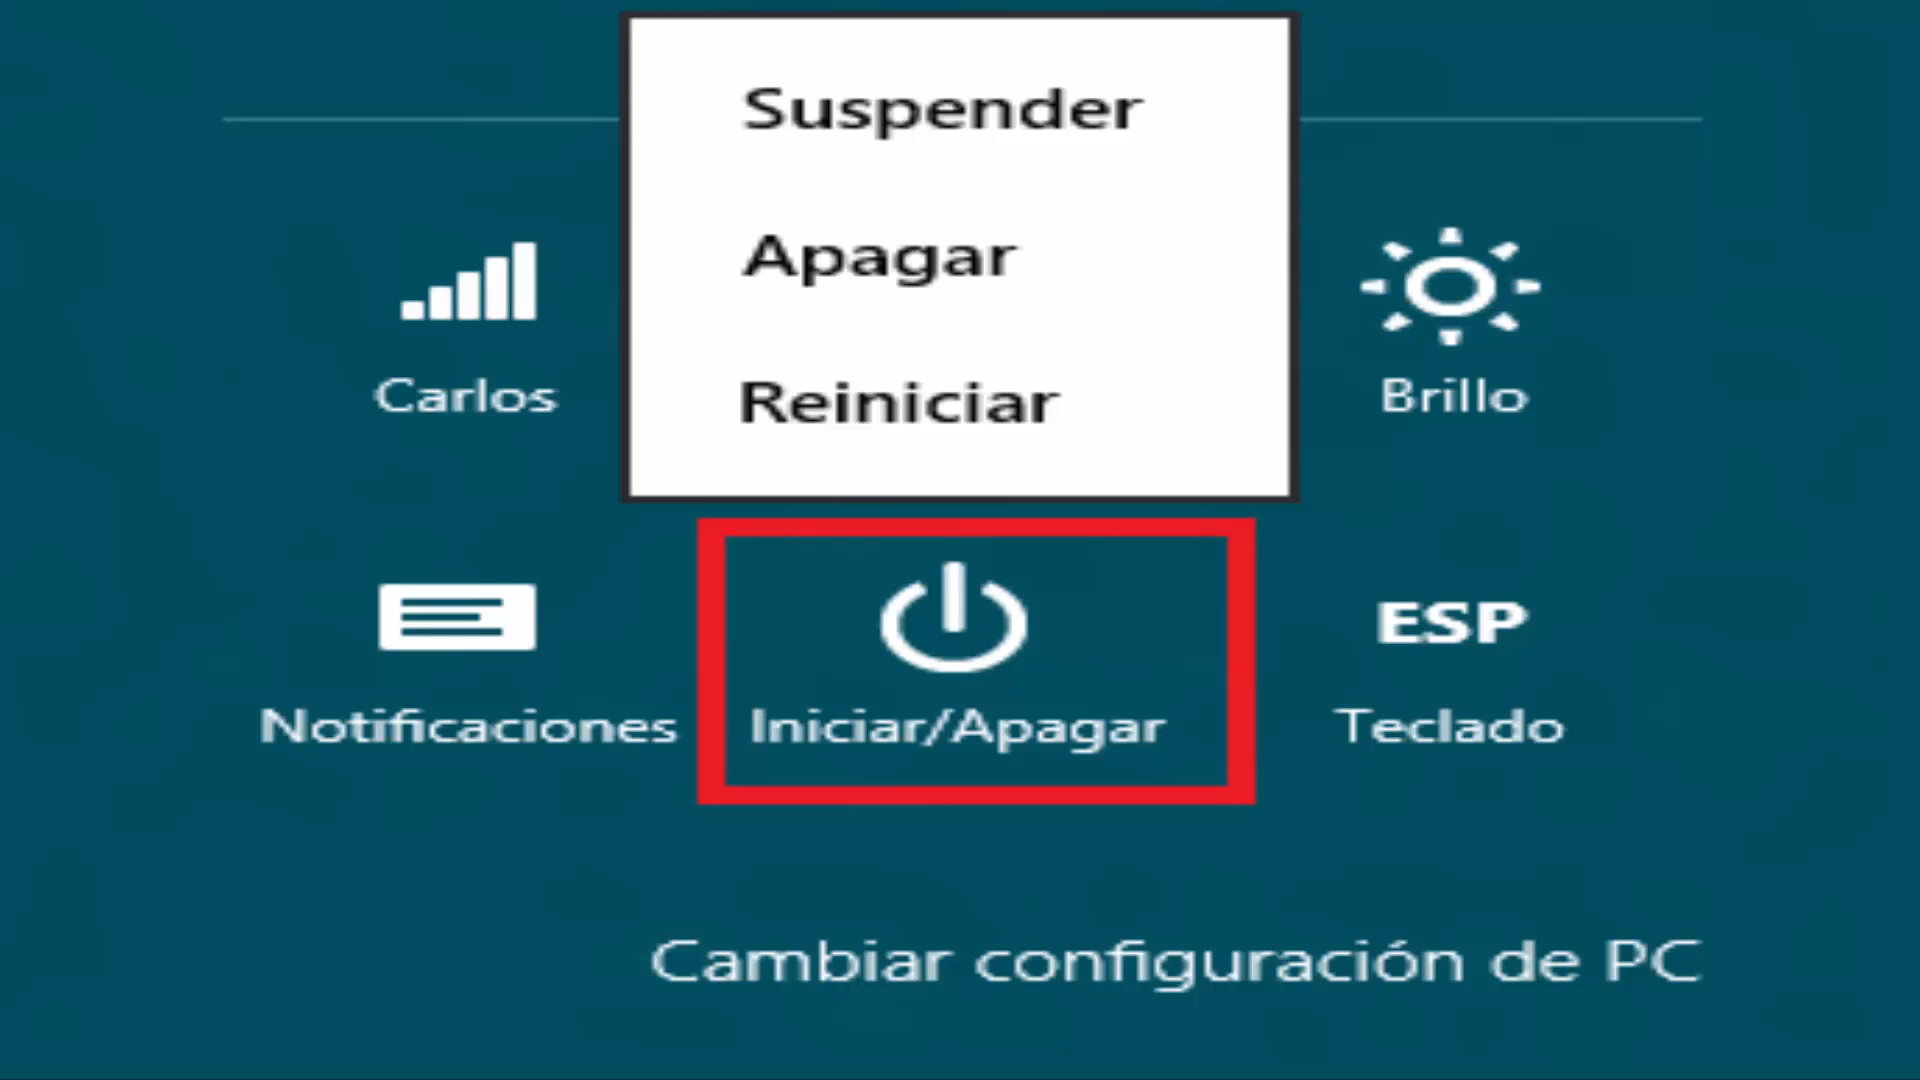 Suspender
Apagar
Reiniciar
Carlos
Brillo
ESP
Notificaciones
Iniciar/Apagar
Teclado
Cambiar configuración de PC